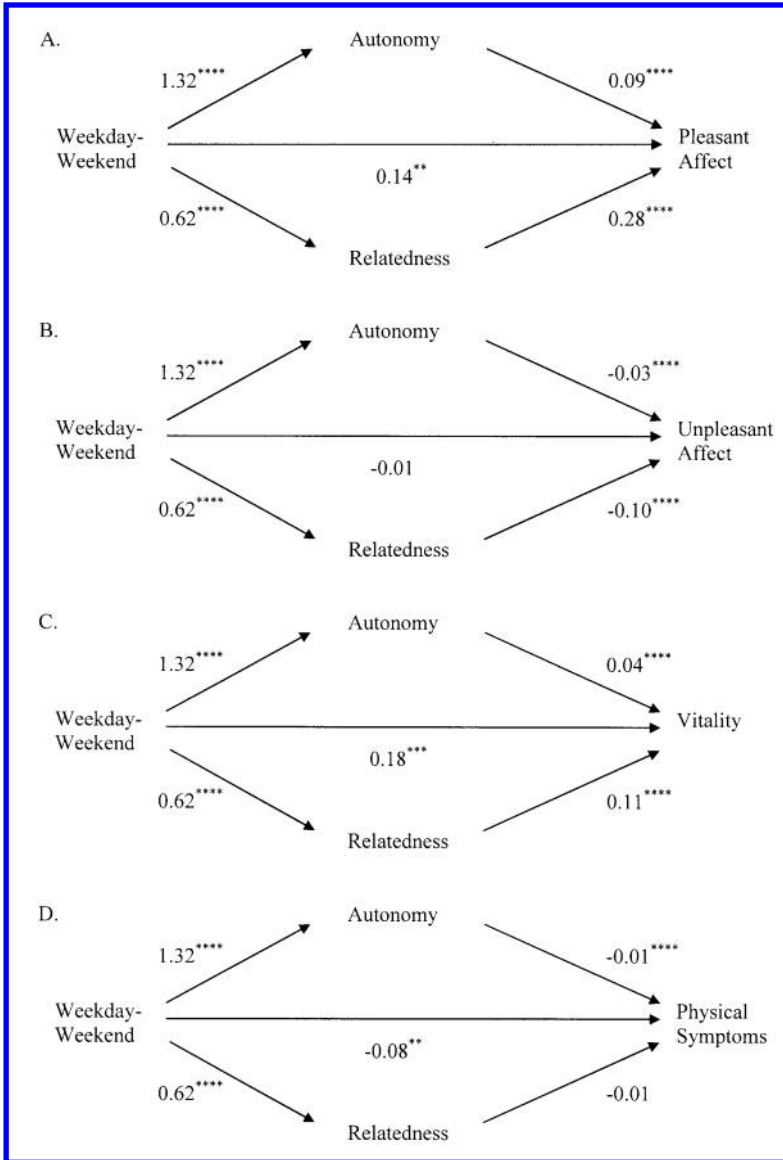 A.
Autonomy
1.32****
0.09****
Weekday-
Weekend
Pleasant
Affect
0.14**
0.62****
0.28****
Relatedness
B.
Autonomy
1.32****
-0.03****
Weekday-
Weekend
Unpleasant
Affect
-0.01
0.62****
-0.10****
Relatedness
C.
Autonomy
1.32****
0.04****
Weekday-
Weekend
Vitality
0.18***
0.62****
0.11****
Relatedness
D.
Autonomy
1.32****
-0.01****
Weekday-
Weekend
Physical
Symptoms
-0.08**
0.62****
-0.01
Relatedness